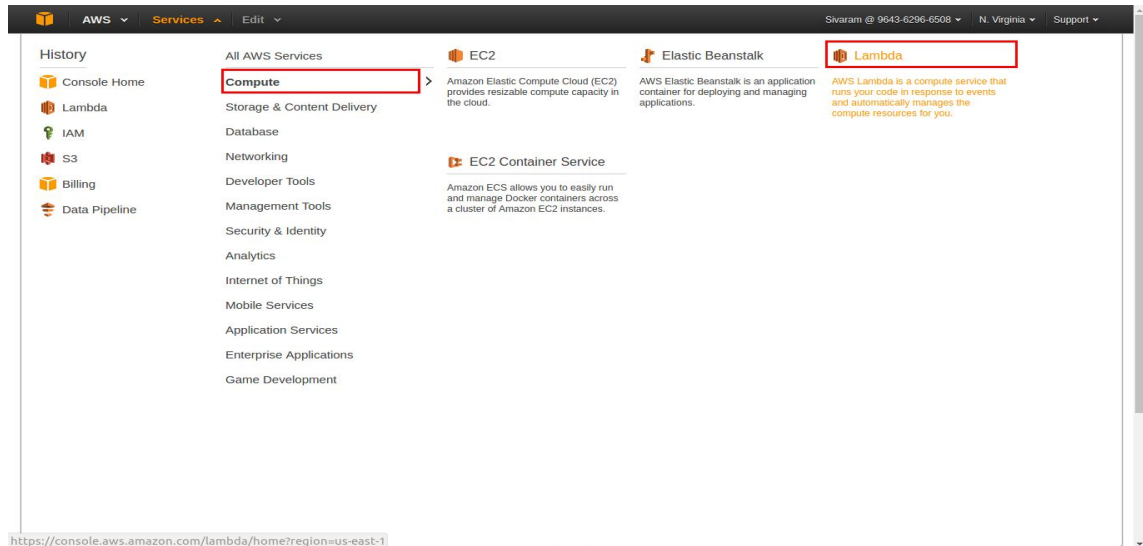 AWS Services Edit Sivaram @ 9643-6296-6508 N. Virginia Support
History
Console Home
Lambda
IAM
S3
Billing
Data Pipeline
All AWS Services
Compute
Storage & Content Delivery
Database
Networking
Developer Tools
Management Tools
Security & Identity
Analytics
Internet of Things
Mobile Services
Application Services
Enterprise Applications
Game Development
EC2
Amazon Elastic Compute Cloud (EC2)
provides resizable compute capacity in
the cloud.
Elastic Beanstalk
AWS Elastic Beanstalk is an application
container for deploying and managing
applications.
Lambda
AWS Lambda is a compute service that
runs your code in response to events
and automatically manages the
compute resources for you.
EC2 Container Service
Amazon ECS allows you to easily run
and manage Docker containers across
a cluster of Amazon EC2 instances.
https://console.aws.amazon.com/lambda/home?region=us-east-1